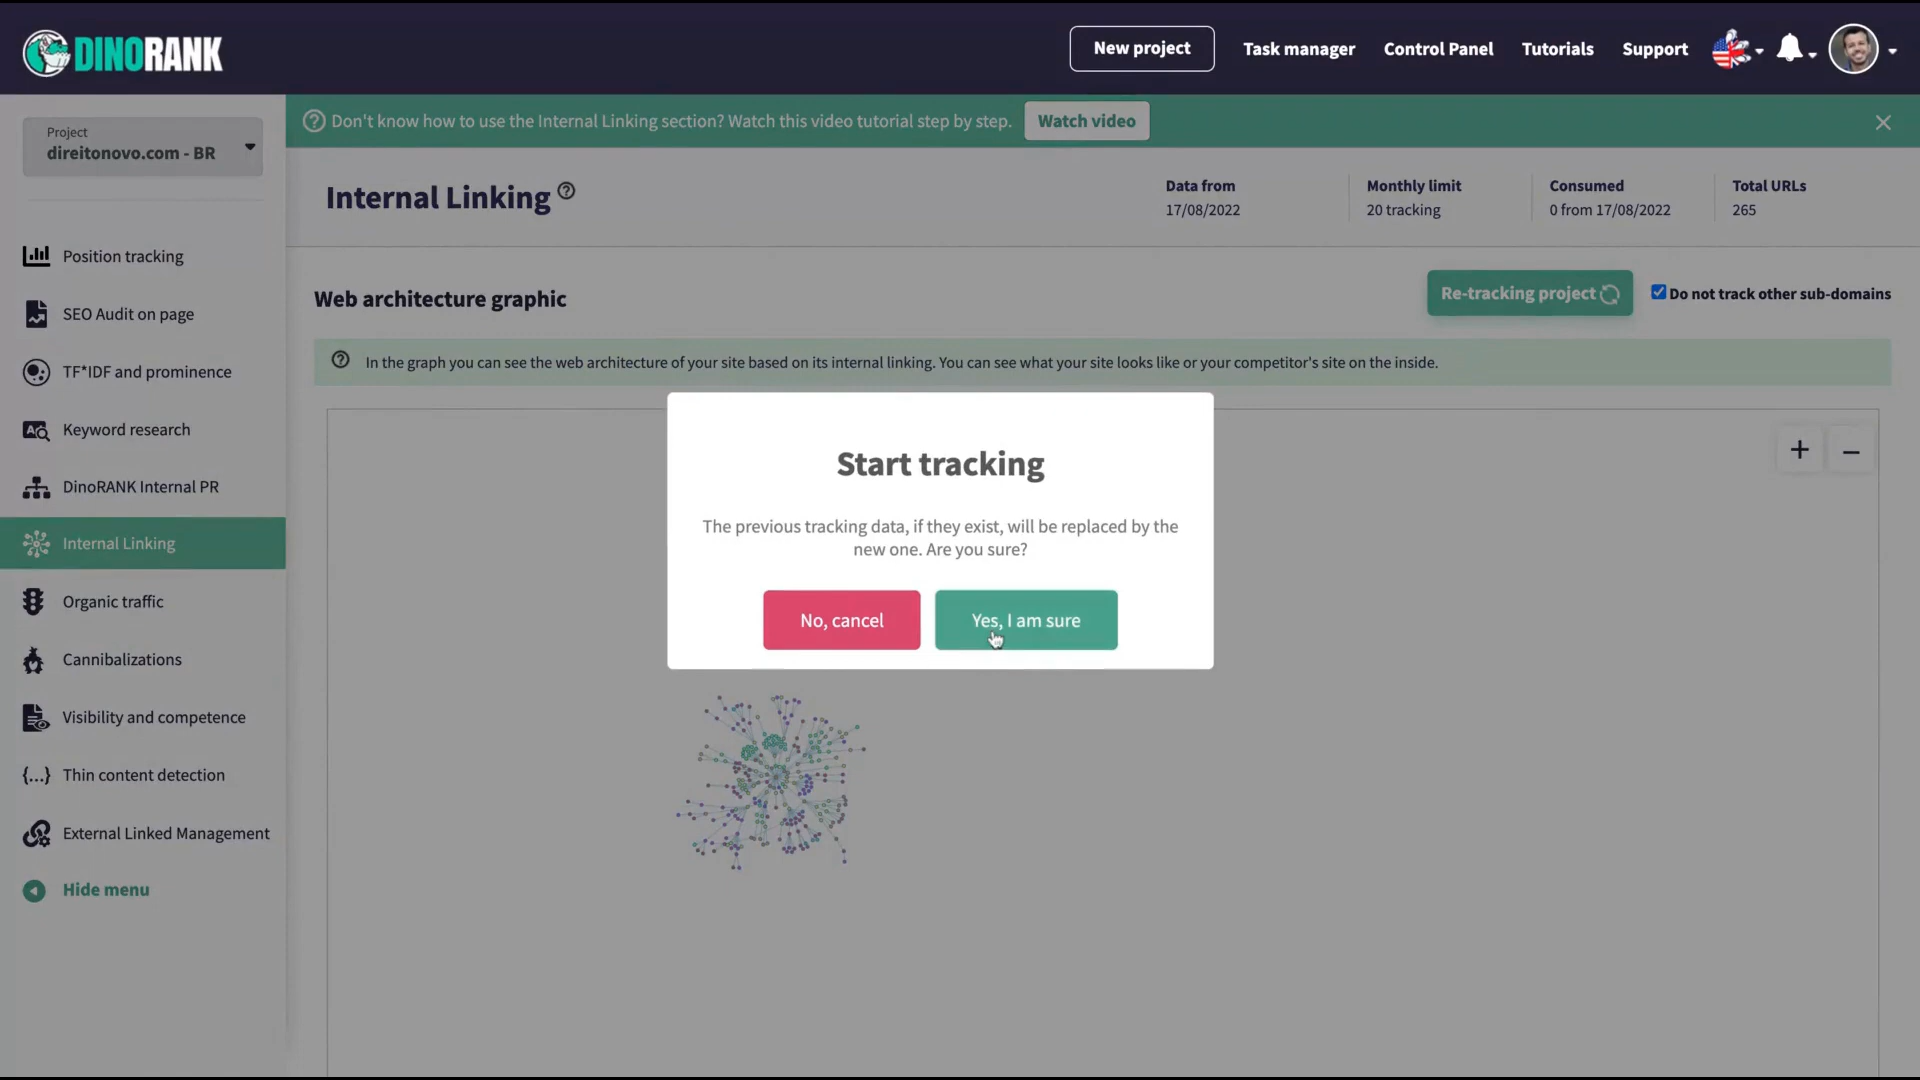 DINORANK
New project
Task manager
Control Panel
Tutorials
Support
Project
direitonovo.com - BR
Don't know how to use the Internal Linking section? Watch this video tutorial step by step.
Watch video
Internal Linking
Data from
17/08/2022
Monthly limit
20 tracking
Consumed
0 from 17/08/2022
Total URLs
265
Position tracking
SEO Audit on page
TF*IDF and prominence
Keyword research
DinoRANK Internal PR
Internal Linking
Organic traffic
Cannibalizations
Visibility and competence
{...} Thin content detection
External Linked Management
Hide menu
Web architecture graphic
Re-tracking project
Do not track other sub-domains
In the graph you can see the web architecture of your site based on its internal linking. You can see what your site looks like or your competitor's site on the inside.
+
−
Start tracking
The previous tracking data, if they exist, will be replaced by the
new one. Are you sure?
No, cancel
Yes, I am sure